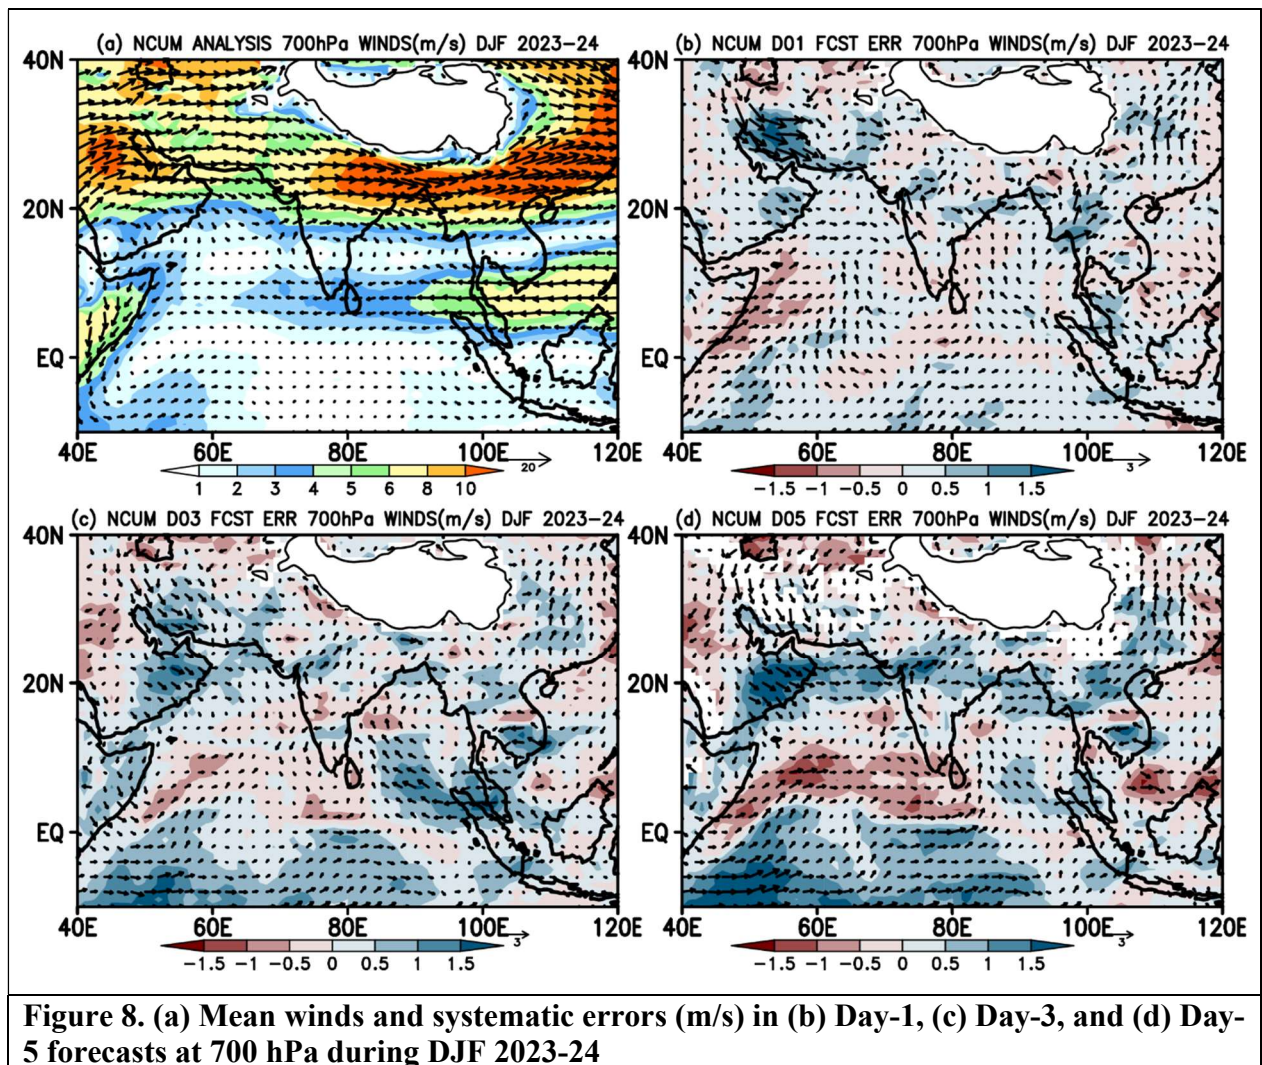 (a) NCUM ANALYSIS 700hPa WINDS(m/s) DJF 2023-24
40N
20N
EQ
40E 60E 80E 100E 120E
1 2 3 4 5 6 8 10
20
(b) NCUM D01 FCST ERR 700hPa WINDS(m/s) DJF 2023-24
40N
20N
EQ
40E 60E 80E 100E 120E
-1.5 -1 -0.5 0 0.5 1 1.5
3
(c) NCUM D03 FCST ERR 700hPa WINDS(m/s) DJF 2023-24
40N
20N
EQ
40E 60E 80E 100E 120E
-1.5 -1 -0.5 0 0.5 1 1.5
3
(d) NCUM D05 FCST ERR 700hPa WINDS(m/s) DJF 2023-24
40N
20N
EQ
40E 60E 80E 100E 120E
-1.5 -1 -0.5 0 0.5 1 1.5
3
Figure 8. (a) Mean winds and systematic errors (m/s) in (b) Day-1, (c) Day-3, and (d) Day-
5 forecasts at 700 hPa during DJF 2023-24